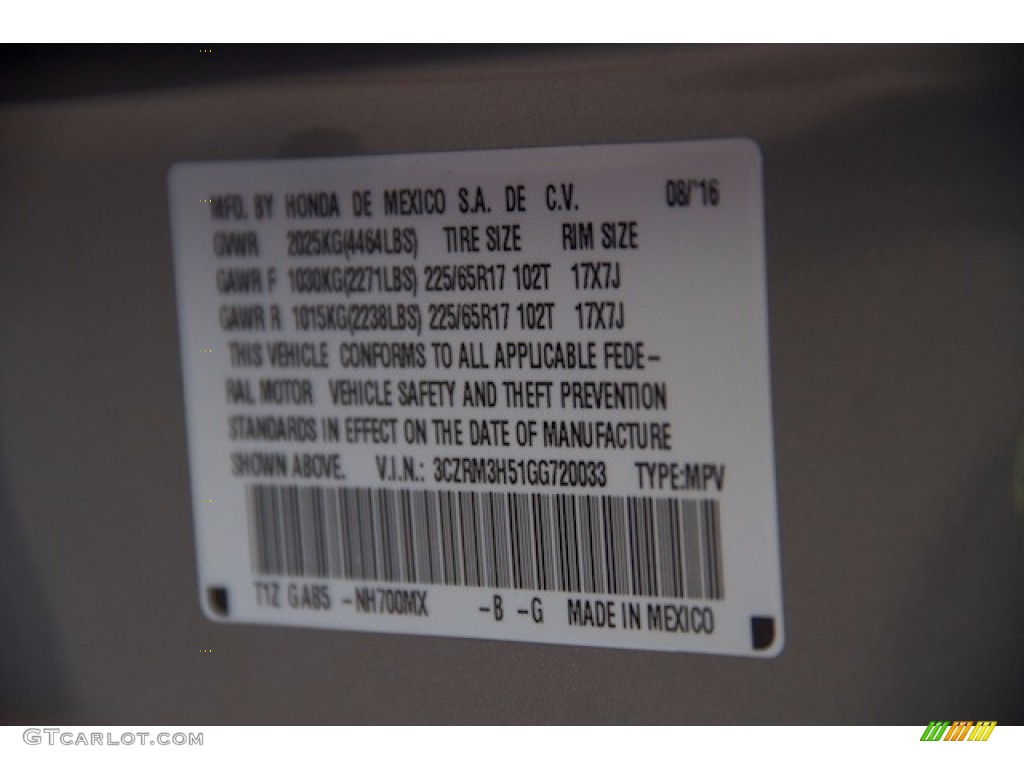 MFD. BY HONDA DE MEXICO S.A. DE C.V. 08/'16
GVWR 2025KG(4464LBS) TIRE SIZE RIM SIZE
GAWR F 1030KG(2271LBS) 225/65R17 102T 17X7J
GAWR R 1015KG(2238LBS) 225/65R17 102T 17X7J
THIS VEHICLE CONFORMS TO ALL APPLICABLE FEDE-
RAL MOTOR VEHICLE SAFETY AND THEFT PREVENTION
STANDARDS IN EFFECT ON THE DATE OF MANUFACTURE
SHOWN ABOVE. V.I.N.: 3CZRM3H51GG720033 TYPE:MPV
T1Z GAB5 -NH700MX -B -G MADE IN MEXICO
GTCARLOT.COM